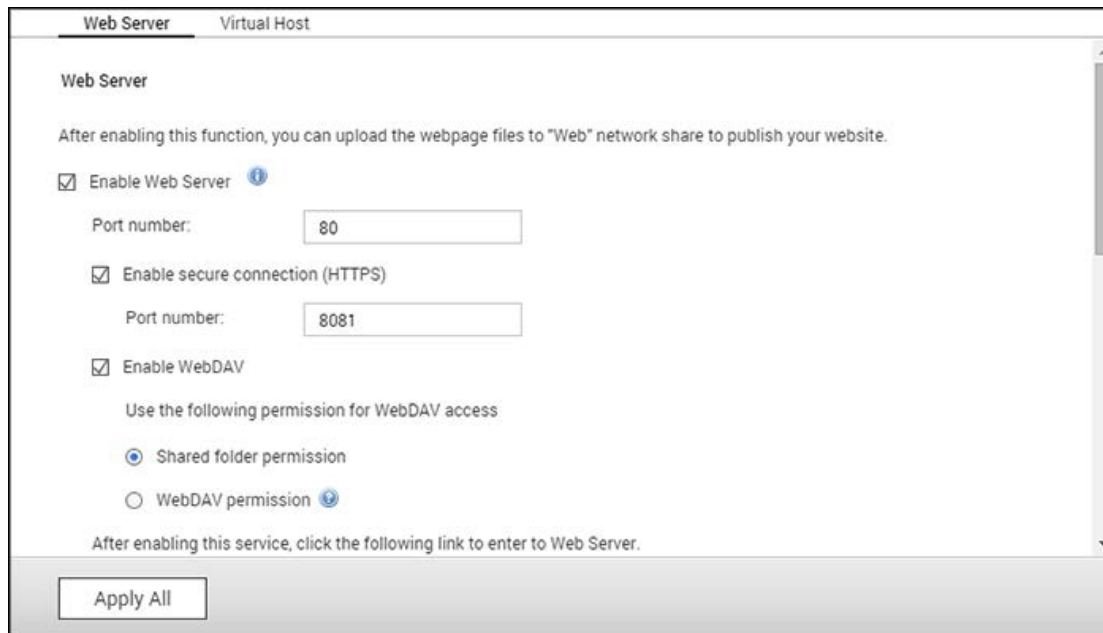 Web Server Virtual Host
Web Server
After enabling this function, you can upload the webpage files to "Web" network share to publish your website.
Enable Web Server
Port number: 80
Enable secure connection (HTTPS)
Port number: 8081
Enable WebDAV
Use the following permission for WebDAV access
Shared folder permission
WebDAV permission
After enabling this service, click the following link to enter to Web Server.
Apply All